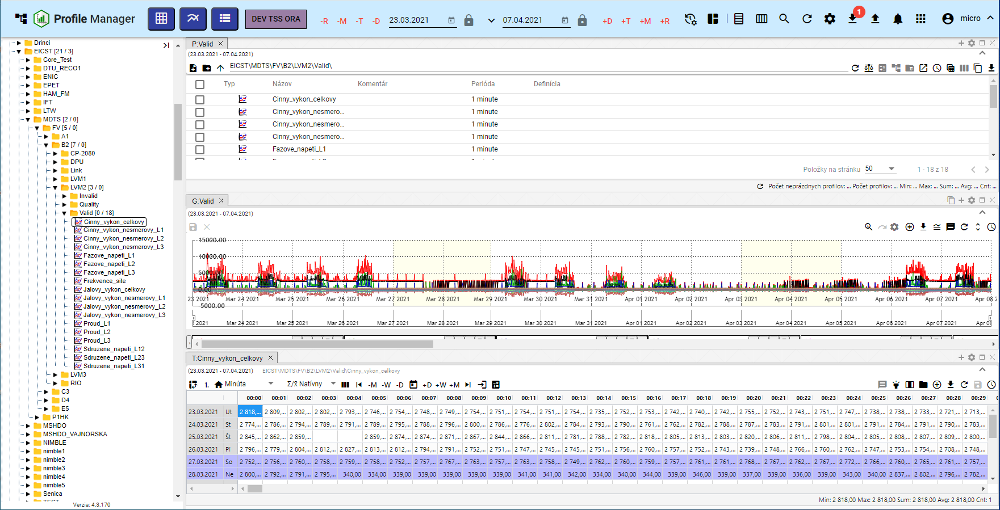 Profile Manager
DEV TSS ORA
-R -M -T -D 23.03.2021 07.04.2021 +D +T +M +R
1
micro
Drinci
EICST [21 / 3]
Core_Test
DTU_RECO1
ENIC
EPET
HAM_FM
IFT
LTW
MDTS [2 / 0]
FV [5 / 0]
A1
B2 [7 / 0]
CP-2080
DPU
Link
LVM1
LVM2 [3 / 0]
Invalid
Quality
Valid [0 / 18]
Cinny_vykon_celkovy
Cinny_vykon_nesmerovy_L1
Cinny_vykon_nesmerovy_L2
Cinny_vykon_nesmerovy_L3
Fazove_napeti_L1
Fazove_napeti_L2
Fazove_napeti_L3
Frekvence_site
Jalovy_vykon_celkovy
Jalovy_vykon_nesmerovy_L1
Jalovy_vykon_nesmerovy_L2
Jalovy_vykon_nesmerovy_L3
Proud_L1
Proud_L2
Proud_L3
Sdruzene_napeti_L12
Sdruzene_napeti_L23
Sdruzene_napeti_L31
LVM3
RIO
C3
D4
E5
P1HK
MSHDO
MSHDO_VAJNORSKA
NIMBLE
nimble1
nimble2
nimble3
nimble4
nimble5
Senica
Verzia: 4.3.170
P:Valid
(23.03.2021 - 07.04.2021)
EICST\MDTS\FV\B2\LVM2\Valid\
Typ Názov Komentár Perióda Definícia
Cinny_vykon_celkovy 1 minute
Cinny_vykon_nesmero... 1 minute
Cinny_vykon_nesmero... 1 minute
Cinny_vykon_nesmero... 1 minute
Fazove_napeti_L1 1 minute
Položky na stránku 50 1 - 18 z 18
Počet neprázdnych profilov: ... Počet profilov: ... Min: ... Max: ... Sum: ... Avg: ... Cnt: ...
G:Valid
(23.03.2021 - 07.04.2021)
15000.00
10000.00
5000.00
0.00
23 2021 Mar 24 2021 Mar 25 2021 Mar 26 2021 Mar 27 2021 Mar 28 2021 Mar 29 2021 Mar 30 2021 Mar 31 2021 Apr 01 2021 Apr 02 2021 Apr 03 2021 Apr 04 2021 Apr 05 2021 Apr 06 2021 Apr 07 2021 Apr 08 2
-5000.00
3 2021 Mar 24 2021 Mar 25 2021 Mar 26 2021 Mar 27 2021 Mar 28 2021 Mar 29 2021 Mar 30 2021 Mar 31 2021 Apr 01 2021 Apr 02 2021 Apr 03 2021 Apr 04 2021 Apr 05 2021 Apr 06 2021 Apr 07 2021 Apr 08
T:Cinny_vykon_celkovy
(23.03.2021 - 07.04.2021) EICST\MDTS\FV\B2\LVM2\Valid\Cinny_vykon_celkovy
1. Minúta Σ/x̄ Natívny -M -W -D +D +W +M
00:00 00:01 00:02 00:03 00:04 00:05 00:06 00:07 00:08 00:09 00:10 00:11 00:12 00:13 00:14 00:15 00:16 00:17 00:18 00:19 00:20 00:21 00:22 00:23 00:24 00:25 00:26 00:27 00:28 00:29
23.03.2021 Ut 2 818,... 2 809,... 2 802,... 2 802,... 2 793,... 2 746,... 2 754,... 2 748,... 2 749,... 2 754,... 2 751,... 2 754,... 2 751,... 2 754,... 2 747,... 2 753,... 2 753,... 2 742,... 2 740,... 2 742,... 2 755,... 2 752,... 2 743,... 2 751,... 2 747,... 2 738,... 2 738,... 2 733,... 2 721,... 2 713,...
24.03.2021 St 2 774,... 2 786,... 2 794,... 2 789,... 2 791,... 2 789,... 2 795,... 2 788,... 2 796,... 2 800,... 2 786,... 2 776,... 2 802,... 2 784,... 2 793,... 2 790,... 2 761,... 2 762,... 2 782,... 2 788,... 2 787,... 2 783,... 2 791,... 2 801,... 2 801,... 2 791,... 2 784,... 2 791,... 2 790,... 2 783,...
25.03.2021 Št 2 845,... 2 862,... 2 859,... 2 859,... 2 874,... 2 874,... 2 871,... 2 867,... 2 844,... 2 866,... 2 811,... 2 781,... 2 788,... 2 782,... 2 818,... 2 805,... 2 813,... 2 803,... 2 820,... 2 806,... 2 811,... 2 798,... 2 804,... 2 805,... 2 808,... 2 807,... 2 809,... 2 800,...
26.03.2021 Pi 2 796,... 2 779,... 2 804,... 2 812,... 2 827,... 2 813,... 2 812,... 2 794,... 2 791,... 2 752,... 2 751,... 2 747,... 2 745,... 2 745,... 2 751,... 2 756,... 2 760,... 2 757,... 2 752,... 2 743,... 2 739,... 2 748,... 2 766,... 2 760,... 2 762,... 2 747,... 2 753,... 2 754,... 2 708,... 2 748,...
27.03.2021 So 2 752,... 2 756,... 2 760,... 2 758,... 2 759,... 2 758,... 2 752,... 2 757,... 2 767,... 2 763,... 2 757,... 2 763,... 2 758,... 2 749,... 2 762,... 2 760,... 2 759,... 2 757,... 2 761,... 2 761,... 2 768,... 2 767,... 2 762,... 2 767,... 2 772,... 2 766,... 2 760,... 2 765,... 2 761,... 2 757,...
28.03.2021 Ne 2 800,... 2 792,... 2 791,... 2 795,... 340,00 334,00 339,00 339,00 339,00 339,00 339,00 341,00 341,00 342,00 334,00 340,00 344,00 339,00 346,00 339,00 337,00 339,00 336,00 339,00 343,00 340,00 2 837,... 2 802,... 2 796,... 2 782,...
Min: 2 818,00 Max: 2 818,00 Sum: 2 818,00 Avg: 2 818,00 Cnt: 1